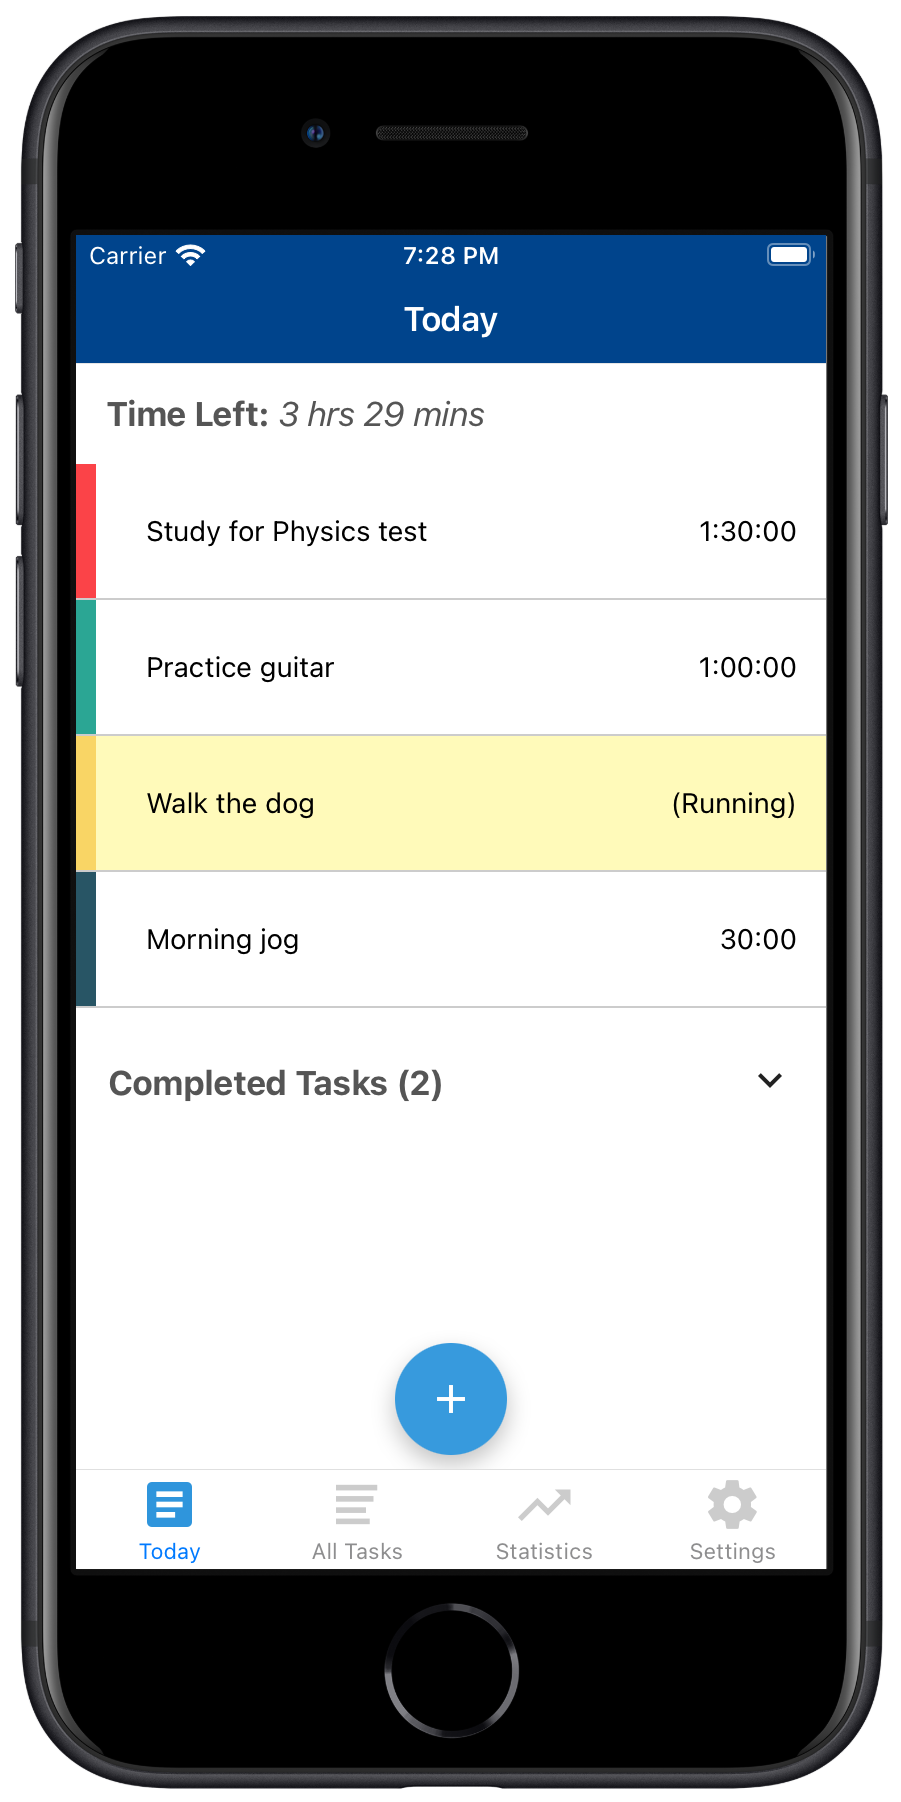 Carrier 7:28 PM
Today
Time Left: 3 hrs 29 mins
Study for Physics test 1:30:00
Practice guitar 1:00:00
Walk the dog (Running)
Morning jog 30:00
Completed Tasks (2)
Today All Tasks Statistics Settings